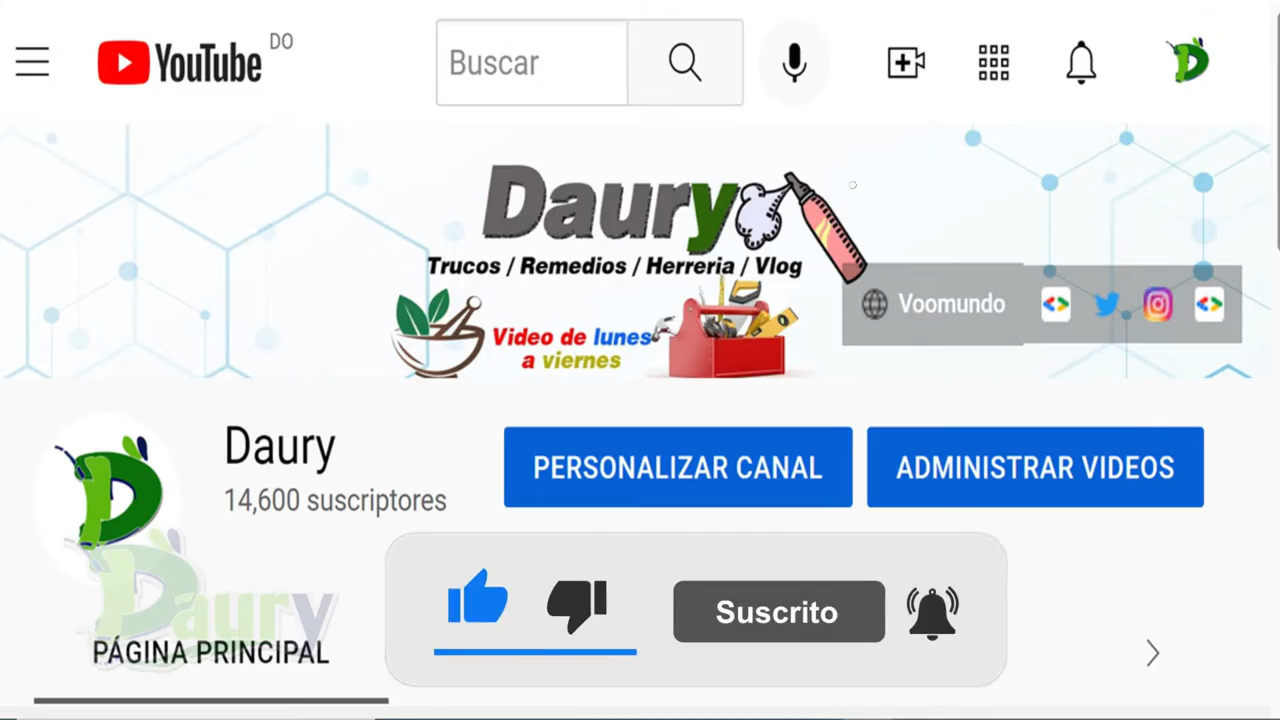 YouTube DO
Buscar
Daury
Trucos / Remedios / Herreria / Vlog
Video de lunes
a viernes
Voomundo
Daury
14,600 suscriptores
PERSONALIZAR CANAL
ADMINISTRAR VIDEOS
Daury
PÁGINA PRINCIPAL
Suscrito